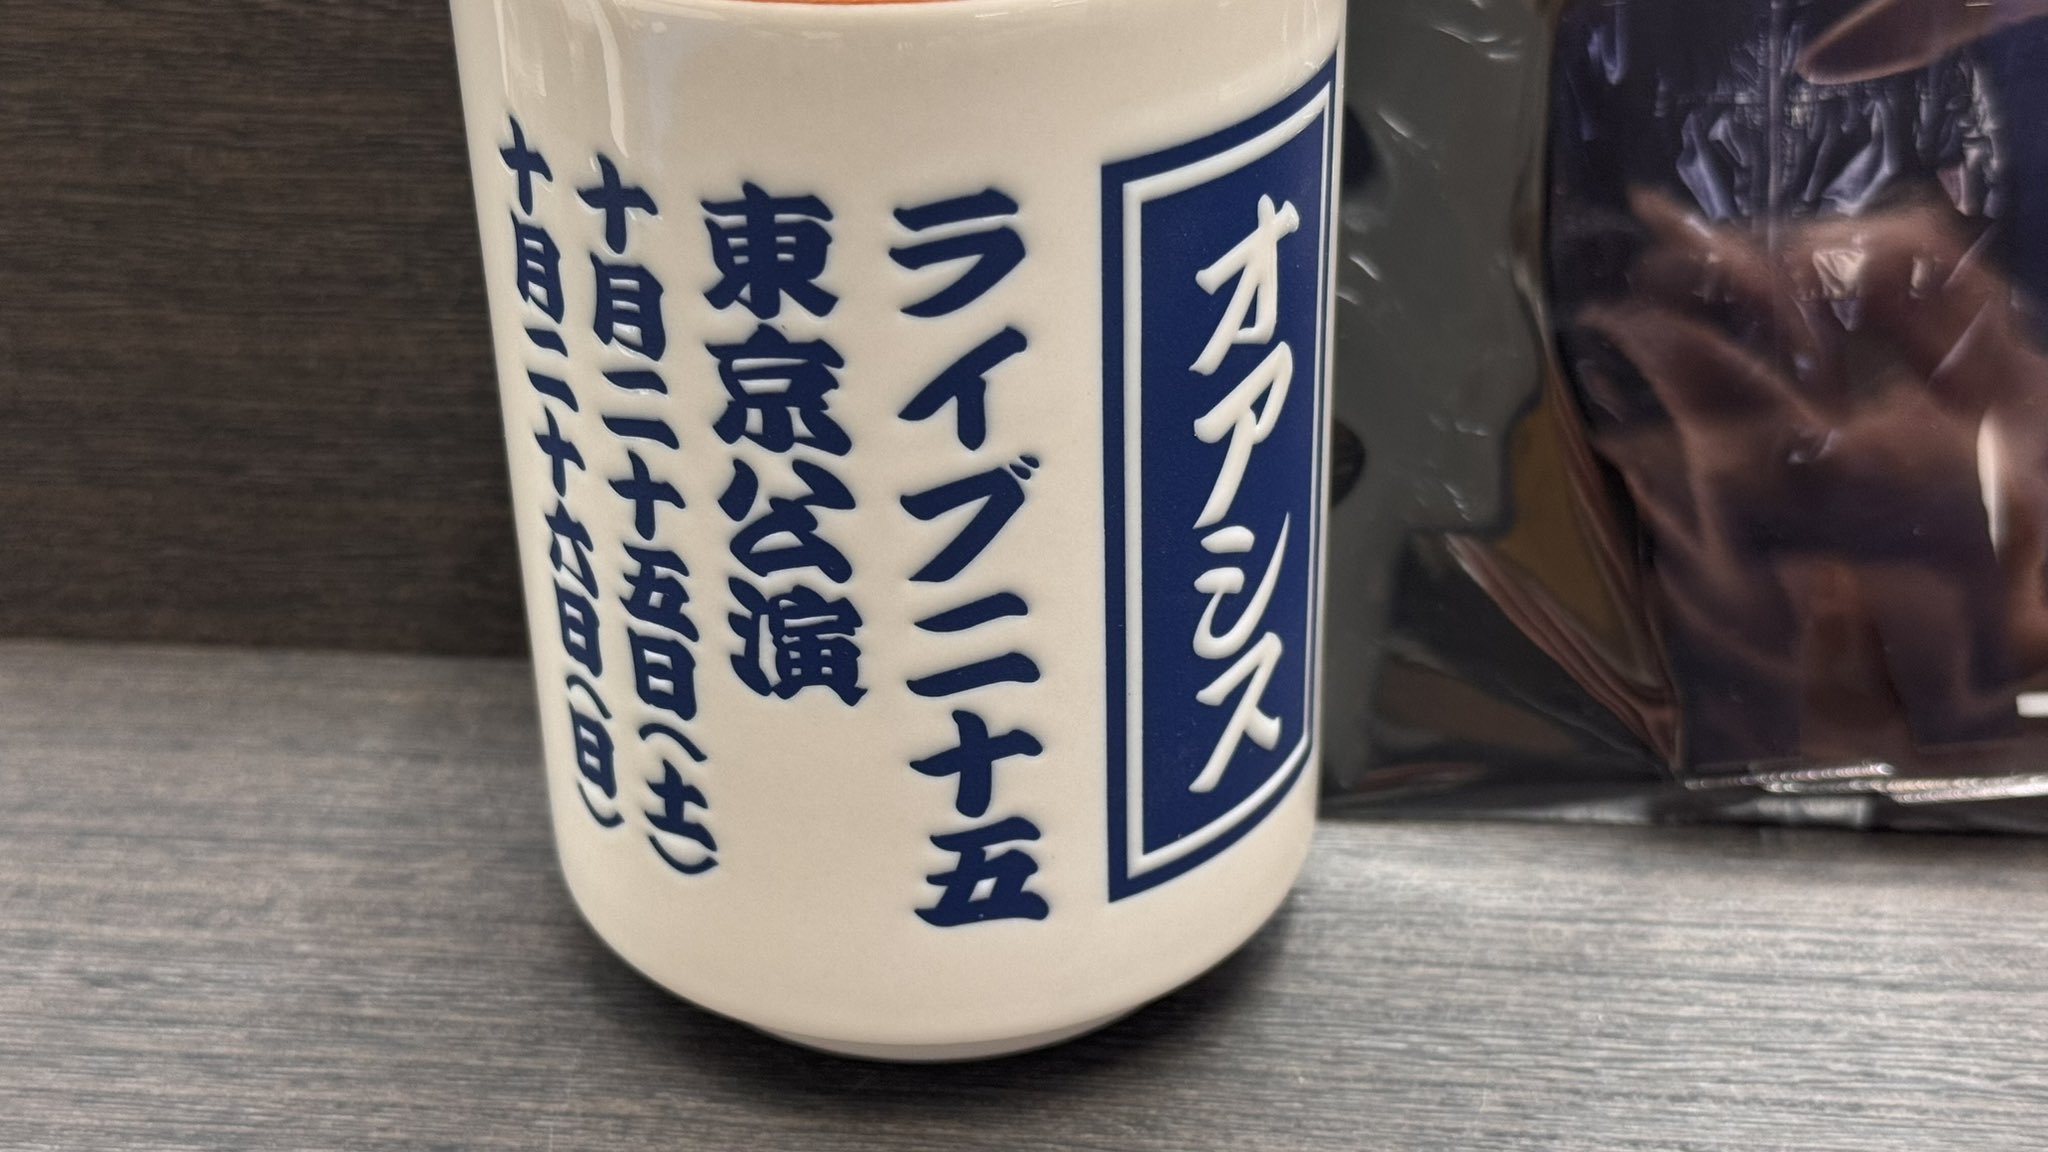 オアシス
ライブ二十五
東京公演
十月二十五日(土)
十月二十六日(日)